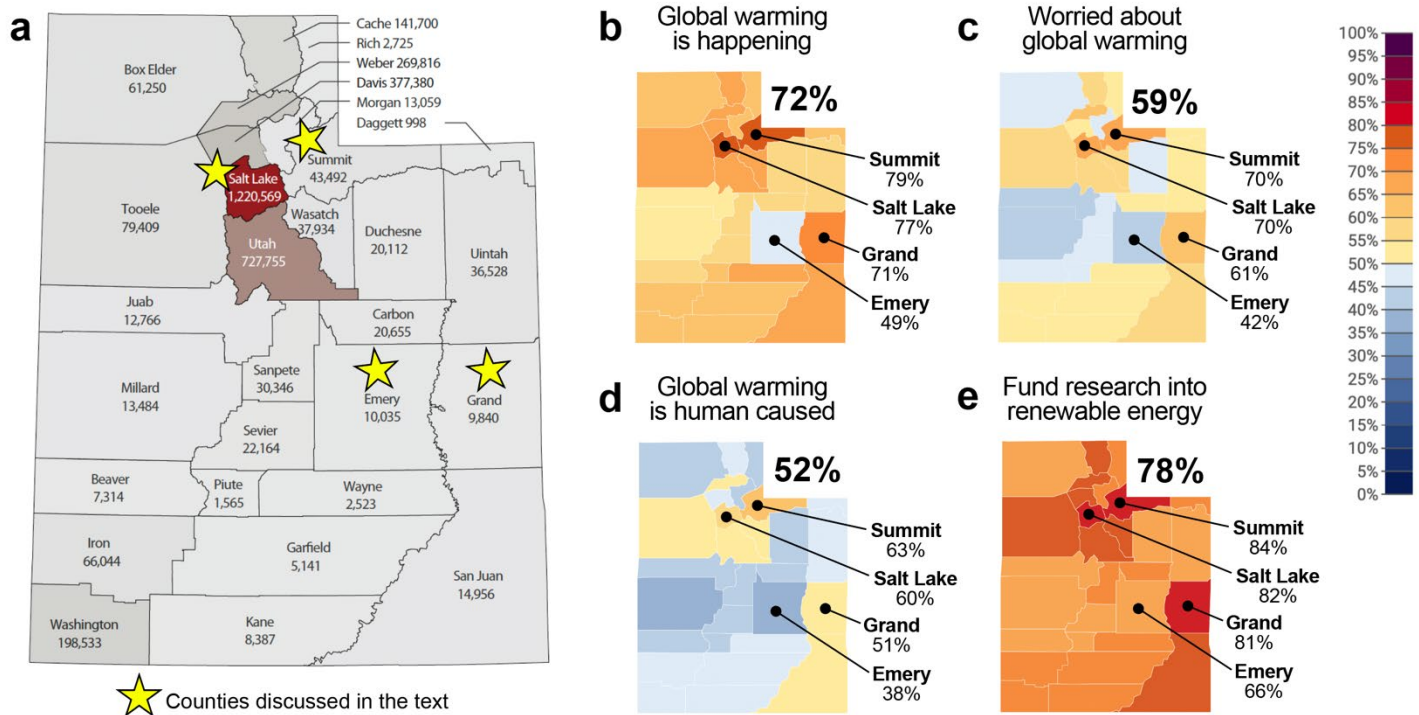 a
Cache 141,700
Rich 2,725
Weber 269,816
Davis 377,380
Morgan 13,059
Daggett 998
Box Elder
61,250
Summit
43,492
Salt Lake
1,220,569
Tooele
79,409
Wasatch
37,934
Duchesne
20,112
Uintah
36,528
Utah
727,755
Juab
12,766
Carbon
20,655
Sanpete
30,346
Millard
13,484
Emery
10,035
Grand
9,840
Sevier
22,164
Beaver
7,314
Piute
1,565
Wayne
2,523
Iron
66,044
Garfield
5,141
San Juan
14,956
Washington
198,533
Kane
8,387
Counties discussed in the text
b
Global warming
is happening
72%
Summit
79%
Salt Lake
77%
Grand
71%
Emery
49%
c
Worried about
global warming
59%
Summit
70%
Salt Lake
70%
Grand
61%
Emery
42%
d
Global warming
is human caused
52%
Summit
63%
Salt Lake
60%
Grand
51%
Emery
38%
e
Fund research into
renewable energy
78%
Summit
84%
Salt Lake
82%
Grand
81%
Emery
66%
100%
95%
90%
85%
80%
75%
70%
65%
60%
55%
50%
45%
40%
35%
30%
25%
20%
15%
10%
5%
0%